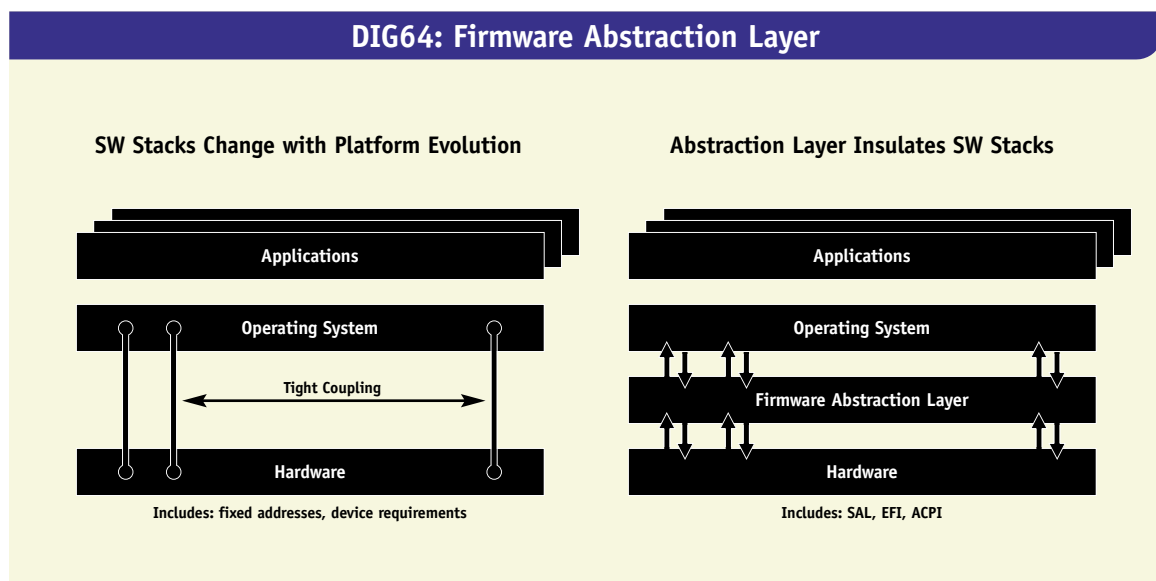 DIG64: Firmware Abstraction Layer
SW Stacks Change with Platform Evolution
Applications
Operating System
Tight Coupling
Hardware
Includes: fixed addresses, device requirements
Abstraction Layer Insulates SW Stacks
Applications
Operating System
Firmware Abstraction Layer
Hardware
Includes: SAL, EFI, ACPI